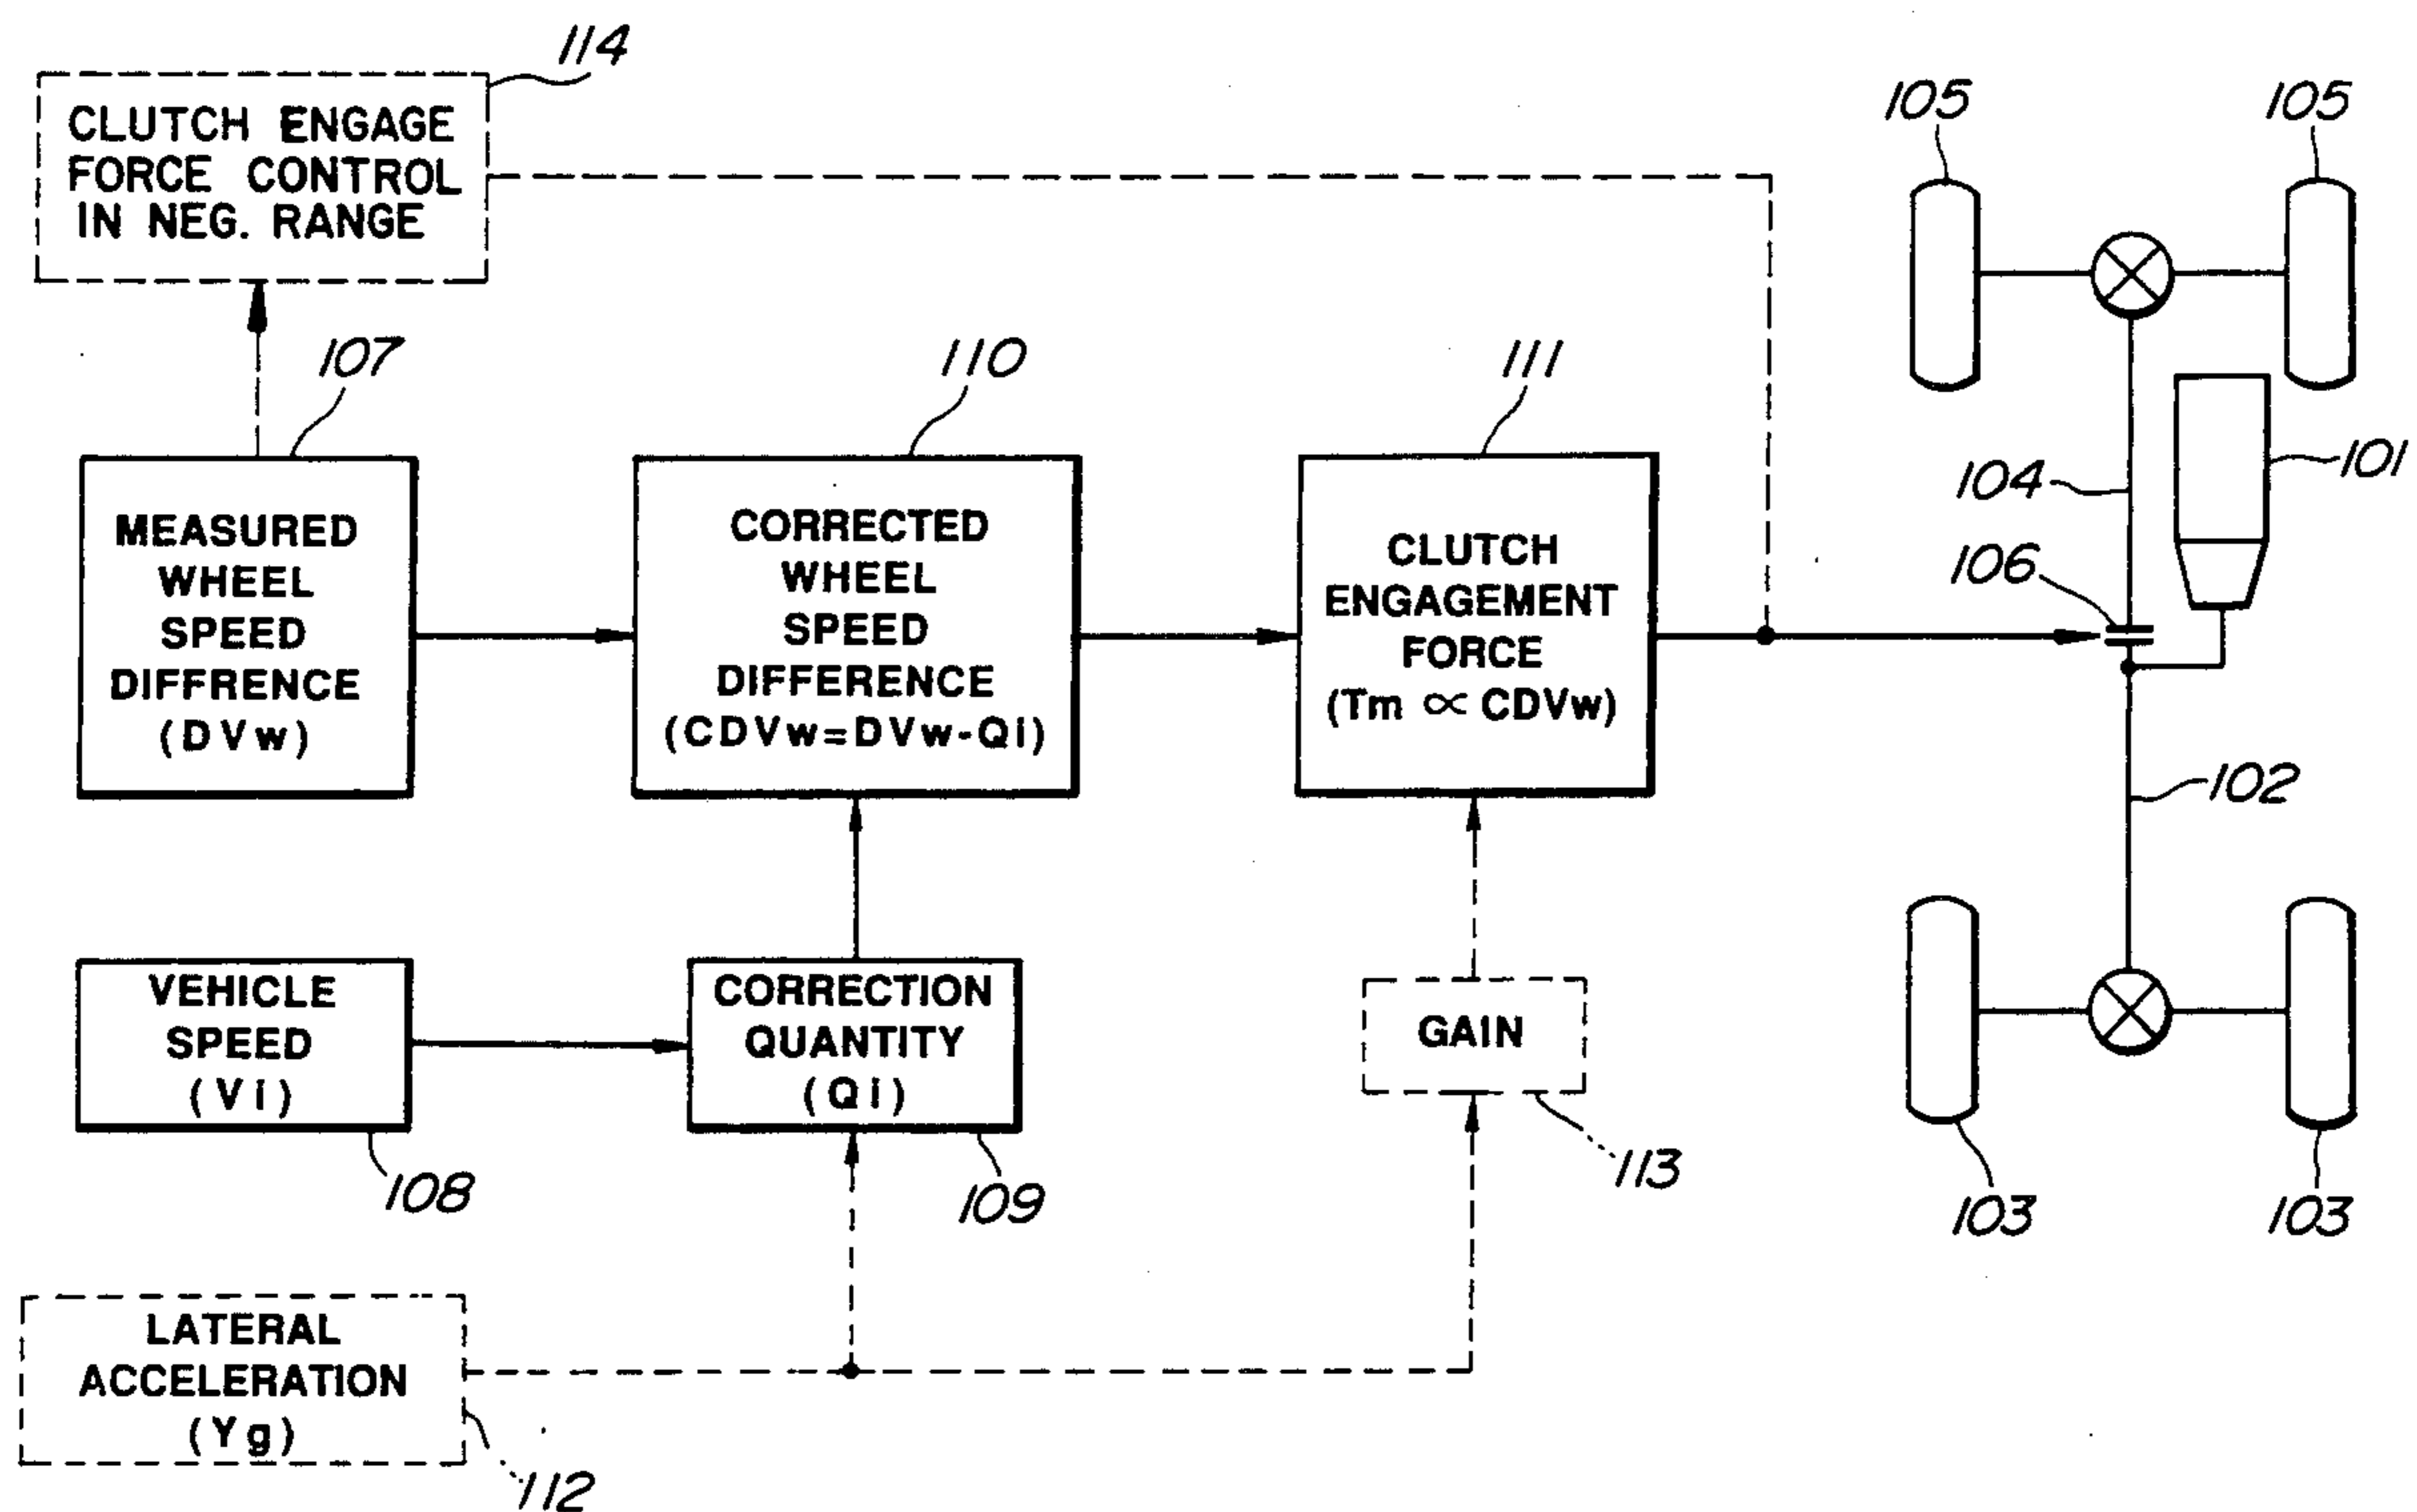 114
CLUTCH ENGAGE
FORCE CONTROL
IN NEG. RANGE
105
105
107
110
111
101
104
106
MEASURED
WHEEL
SPEED
DIFFRENCE
(DVw)
CORRECTED
WHEEL
SPEED
DIFFERENCE
(CDVw=DVw-Qi)
CLUTCH
ENGAGEMENT
FORCE
(Tm ∝ CDVw)
102
VEHICLE
SPEED
(Vi)
CORRECTION
QUANTITY
(Qi)
GAIN
108
109
113
103
103
LATERAL
ACCELERATION
(Yg)
112